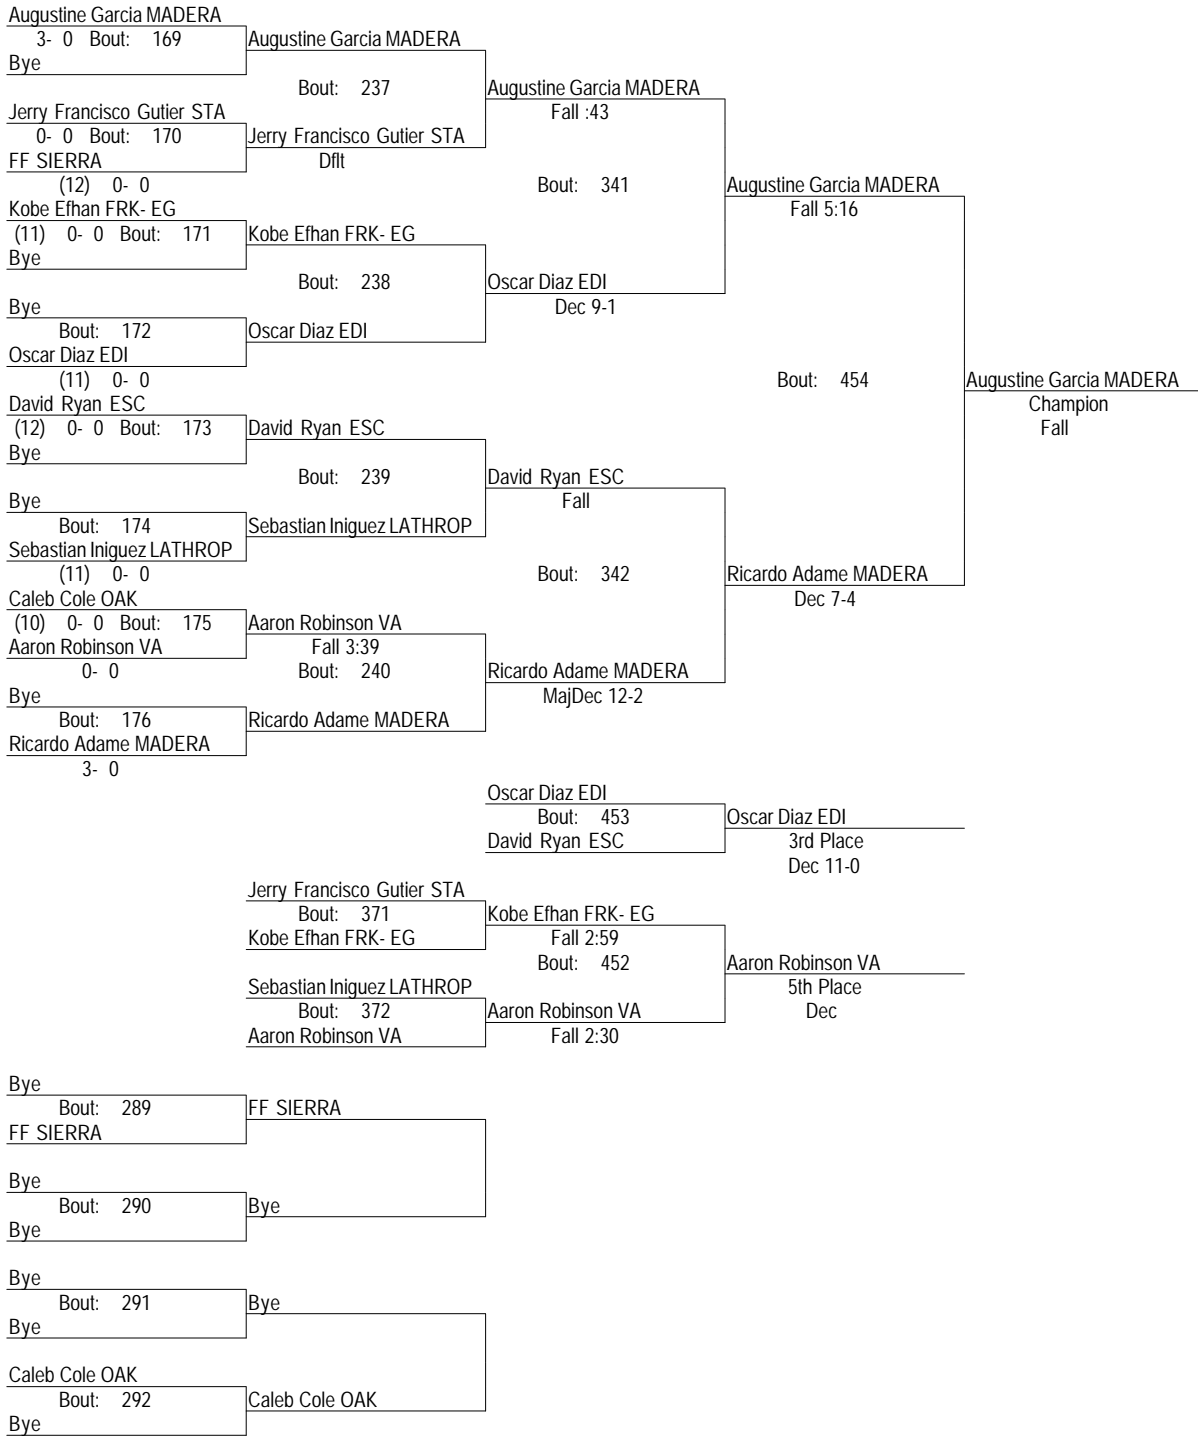 Augustine Garcia MADERA
3- 0 Bout: 169 Augustine Garcia MADERA
Bye
Bout: 237 Augustine Garcia MADERA
Jerry Francisco Gutier STA Fall :43
0- 0 Bout: 170 Jerry Francisco Gutier STA
FF SIERRA Dflt
(12) 0- 0 Bout: 341 Augustine Garcia MADERA
Kobe Efhan FRK- EG Fall 5:16
(11) 0- 0 Bout: 171 Kobe Efhan FRK- EG
Bye
Bout: 238 Oscar Diaz EDI
Bye Dec 9-1
Bout: 172 Oscar Diaz EDI
Oscar Diaz EDI
(11) 0- 0 Bout: 454 Augustine Garcia MADERA
David Ryan ESC Champion
(12) 0- 0 Bout: 173 David Ryan ESC Fall
Bye
Bout: 239 David Ryan ESC
Bye Fall
Bout: 174 Sebastian Iniguez LATHROP
Sebastian Iniguez LATHROP
(11) 0- 0 Bout: 342 Ricardo Adame MADERA
Caleb Cole OAK Dec 7-4
(10) 0- 0 Bout: 175 Aaron Robinson VA
Aaron Robinson VA Fall 3:39
0- 0 Bout: 240 Ricardo Adame MADERA
Bye MajDec 12-2
Bout: 176 Ricardo Adame MADERA
Ricardo Adame MADERA
3- 0
Oscar Diaz EDI
Bout: 453 Oscar Diaz EDI
David Ryan ESC 3rd Place
Dec 11-0
Jerry Francisco Gutier STA
Bout: 371 Kobe Efhan FRK- EG
Kobe Efhan FRK- EG Fall 2:59
Bout: 452 Aaron Robinson VA
Sebastian Iniguez LATHROP 5th Place
Bout: 372 Aaron Robinson VA Dec
Aaron Robinson VA Fall 2:30
Bye
Bout: 289 FF SIERRA
FF SIERRA
Bye
Bout: 290 Bye
Bye
Bye
Bout: 291 Bye
Bye
Caleb Cole OAK
Bout: 292 Caleb Cole OAK
Bye